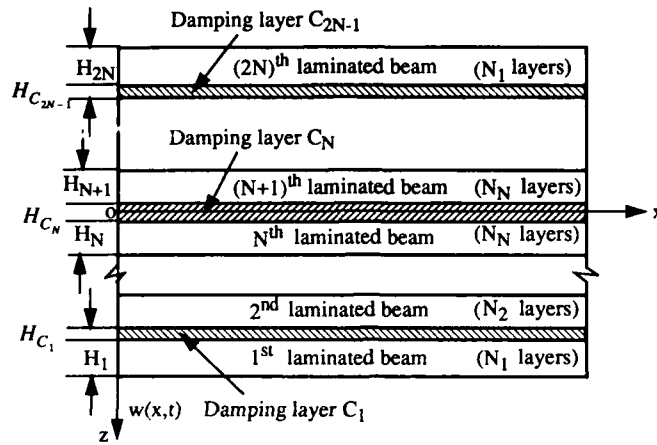 Damping layer C2N-1
H2N
(2N)th laminated beam (N1 layers)
HC2N-1
Damping layer CN
HN+1
(N+1)th laminated beam (NN layers)
HCN
o
x
HN
Nth laminated beam (NN layers)
2nd laminated beam (N2 layers)
HC1
H1
1st laminated beam (N1 layers)
w(x,t)
Damping layer C1
z